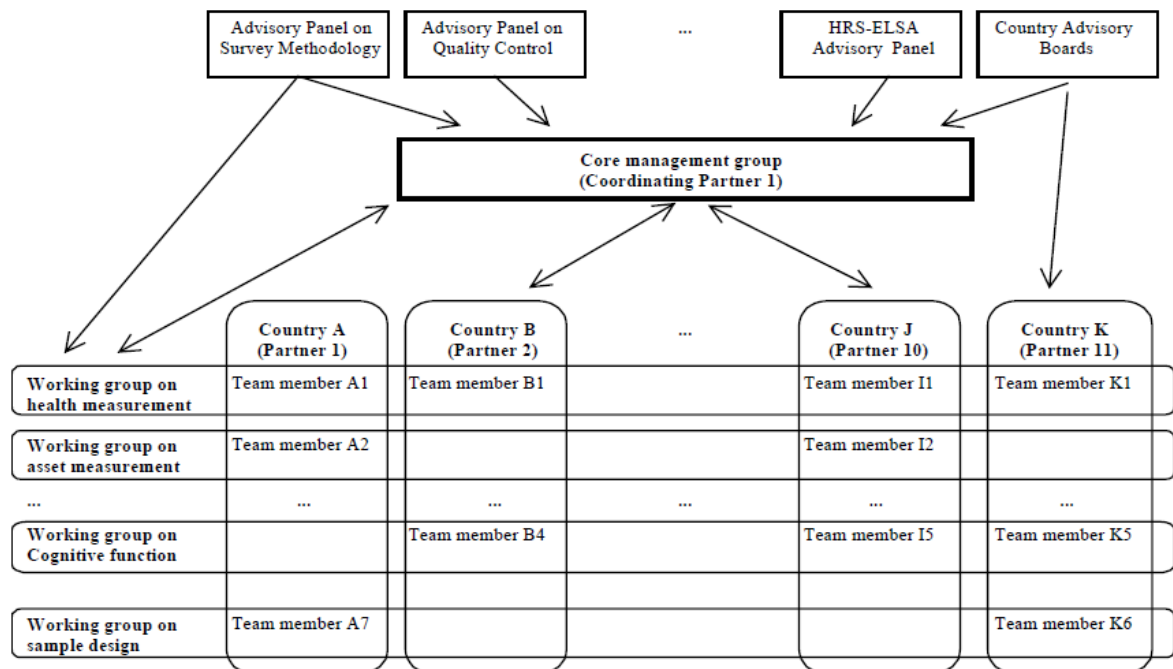 Advisory Panel on
Survey Methodology
Advisory Panel on
Quality Control
...
HRS-ELSA
Advisory Panel
Country Advisory
Boards
Core management group
(Coordinating Partner 1)
Country A
(Partner 1)
Country B
(Partner 2)
...
Country J
(Partner 10)
Country K
(Partner 11)
Working group on
health measurement
Team member A1
Team member B1
Team member I1
Team member K1
Working group on
asset measurement
Team member A2
Team member I2
...
...
...
...
...
...
Working group on
Cognitive function
Team member B4
Team member I5
Team member K5
Working group on
sample design
Team member A7
Team member K6